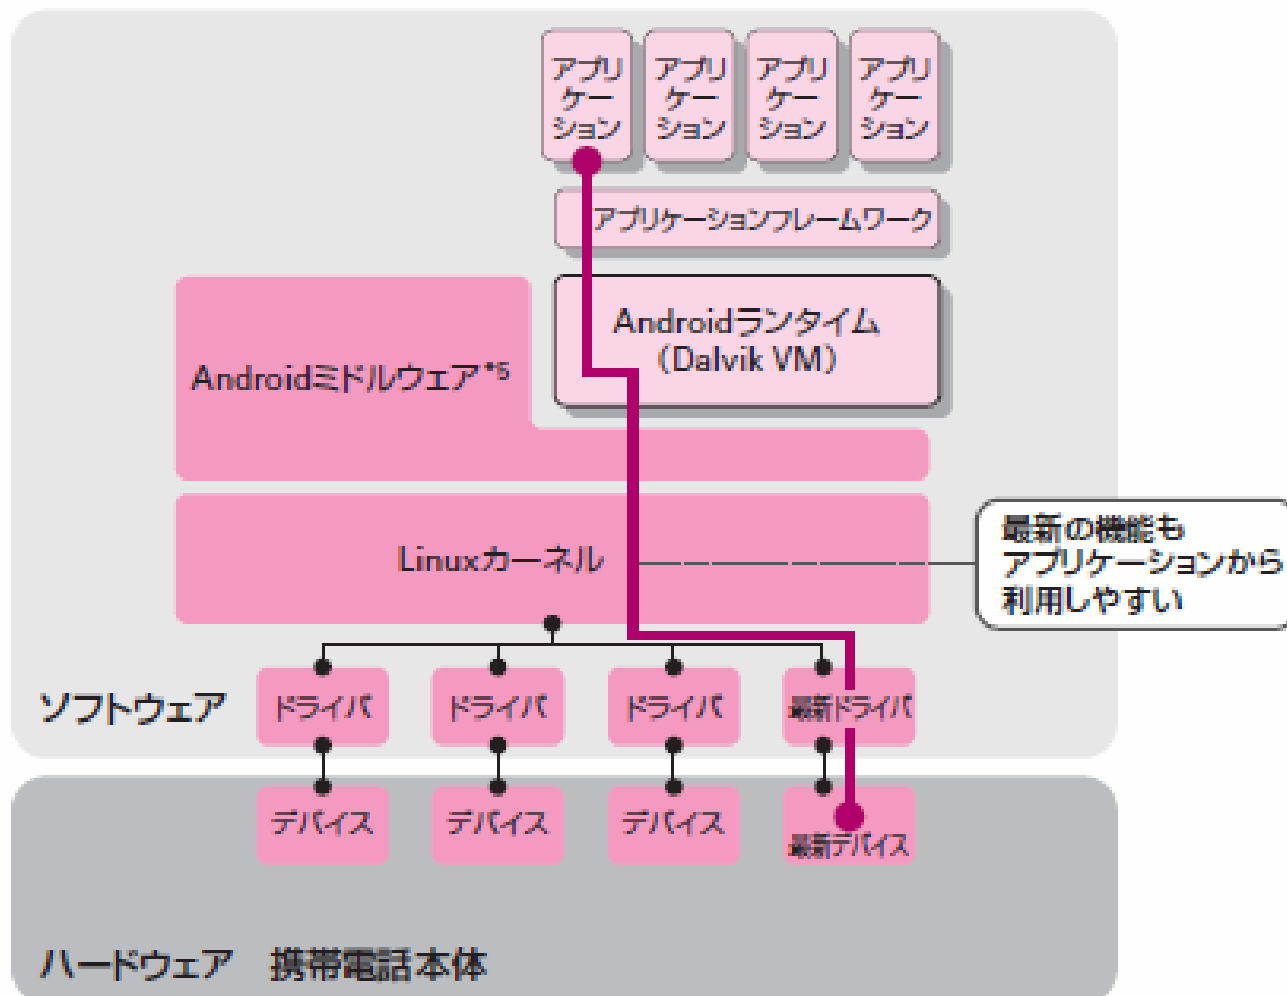 アプリ
ケー
ション
アプリ
ケー
ション
アプリ
ケー
ション
アプリ
ケー
ション
アプリケーションフレームワーク
Androidランタイム
（Dalvik VM）
Androidミドルウェア*5
Linuxカーネル
最新の機能も
アプリケーションから
利用しやすい
ソフトウェア
ドライバ
ドライバ
ドライバ
最新ドライバ
デバイス
デバイス
デバイス
最新デバイス
ハードウェア 携帯電話本体